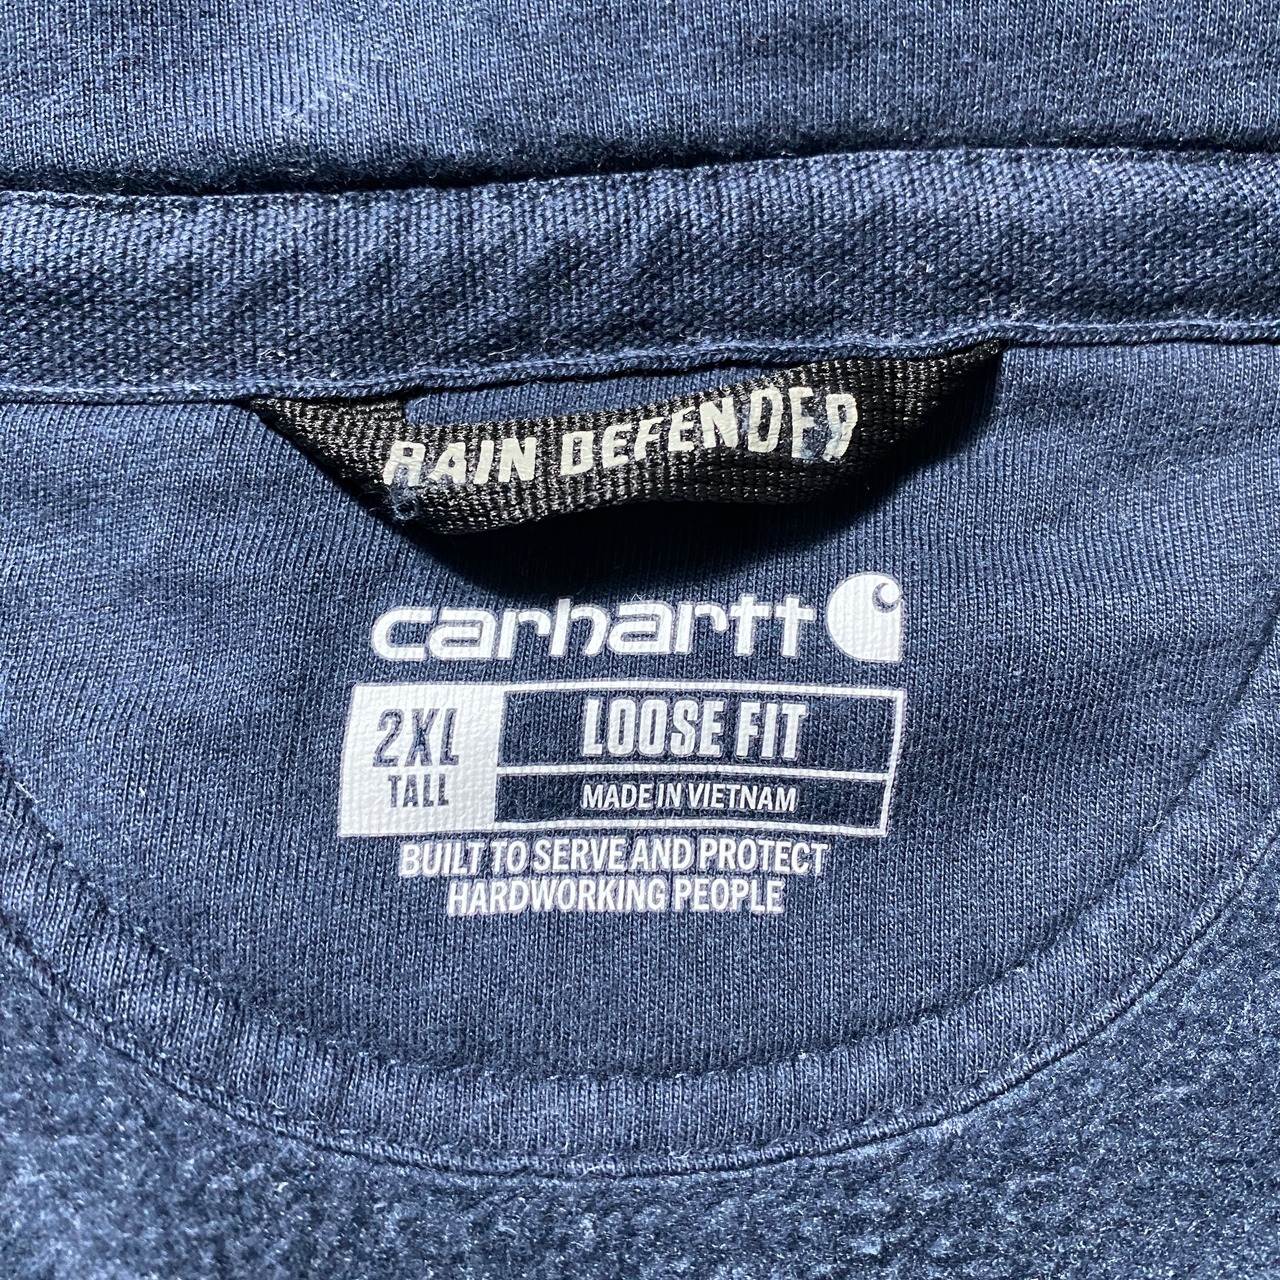 RAIN DEFENDER
carhartt
2XL
TALL
LOOSE FIT
MADE IN VIETNAM
BUILT TO SERVE AND PROTECT
HARDWORKING PEOPLE